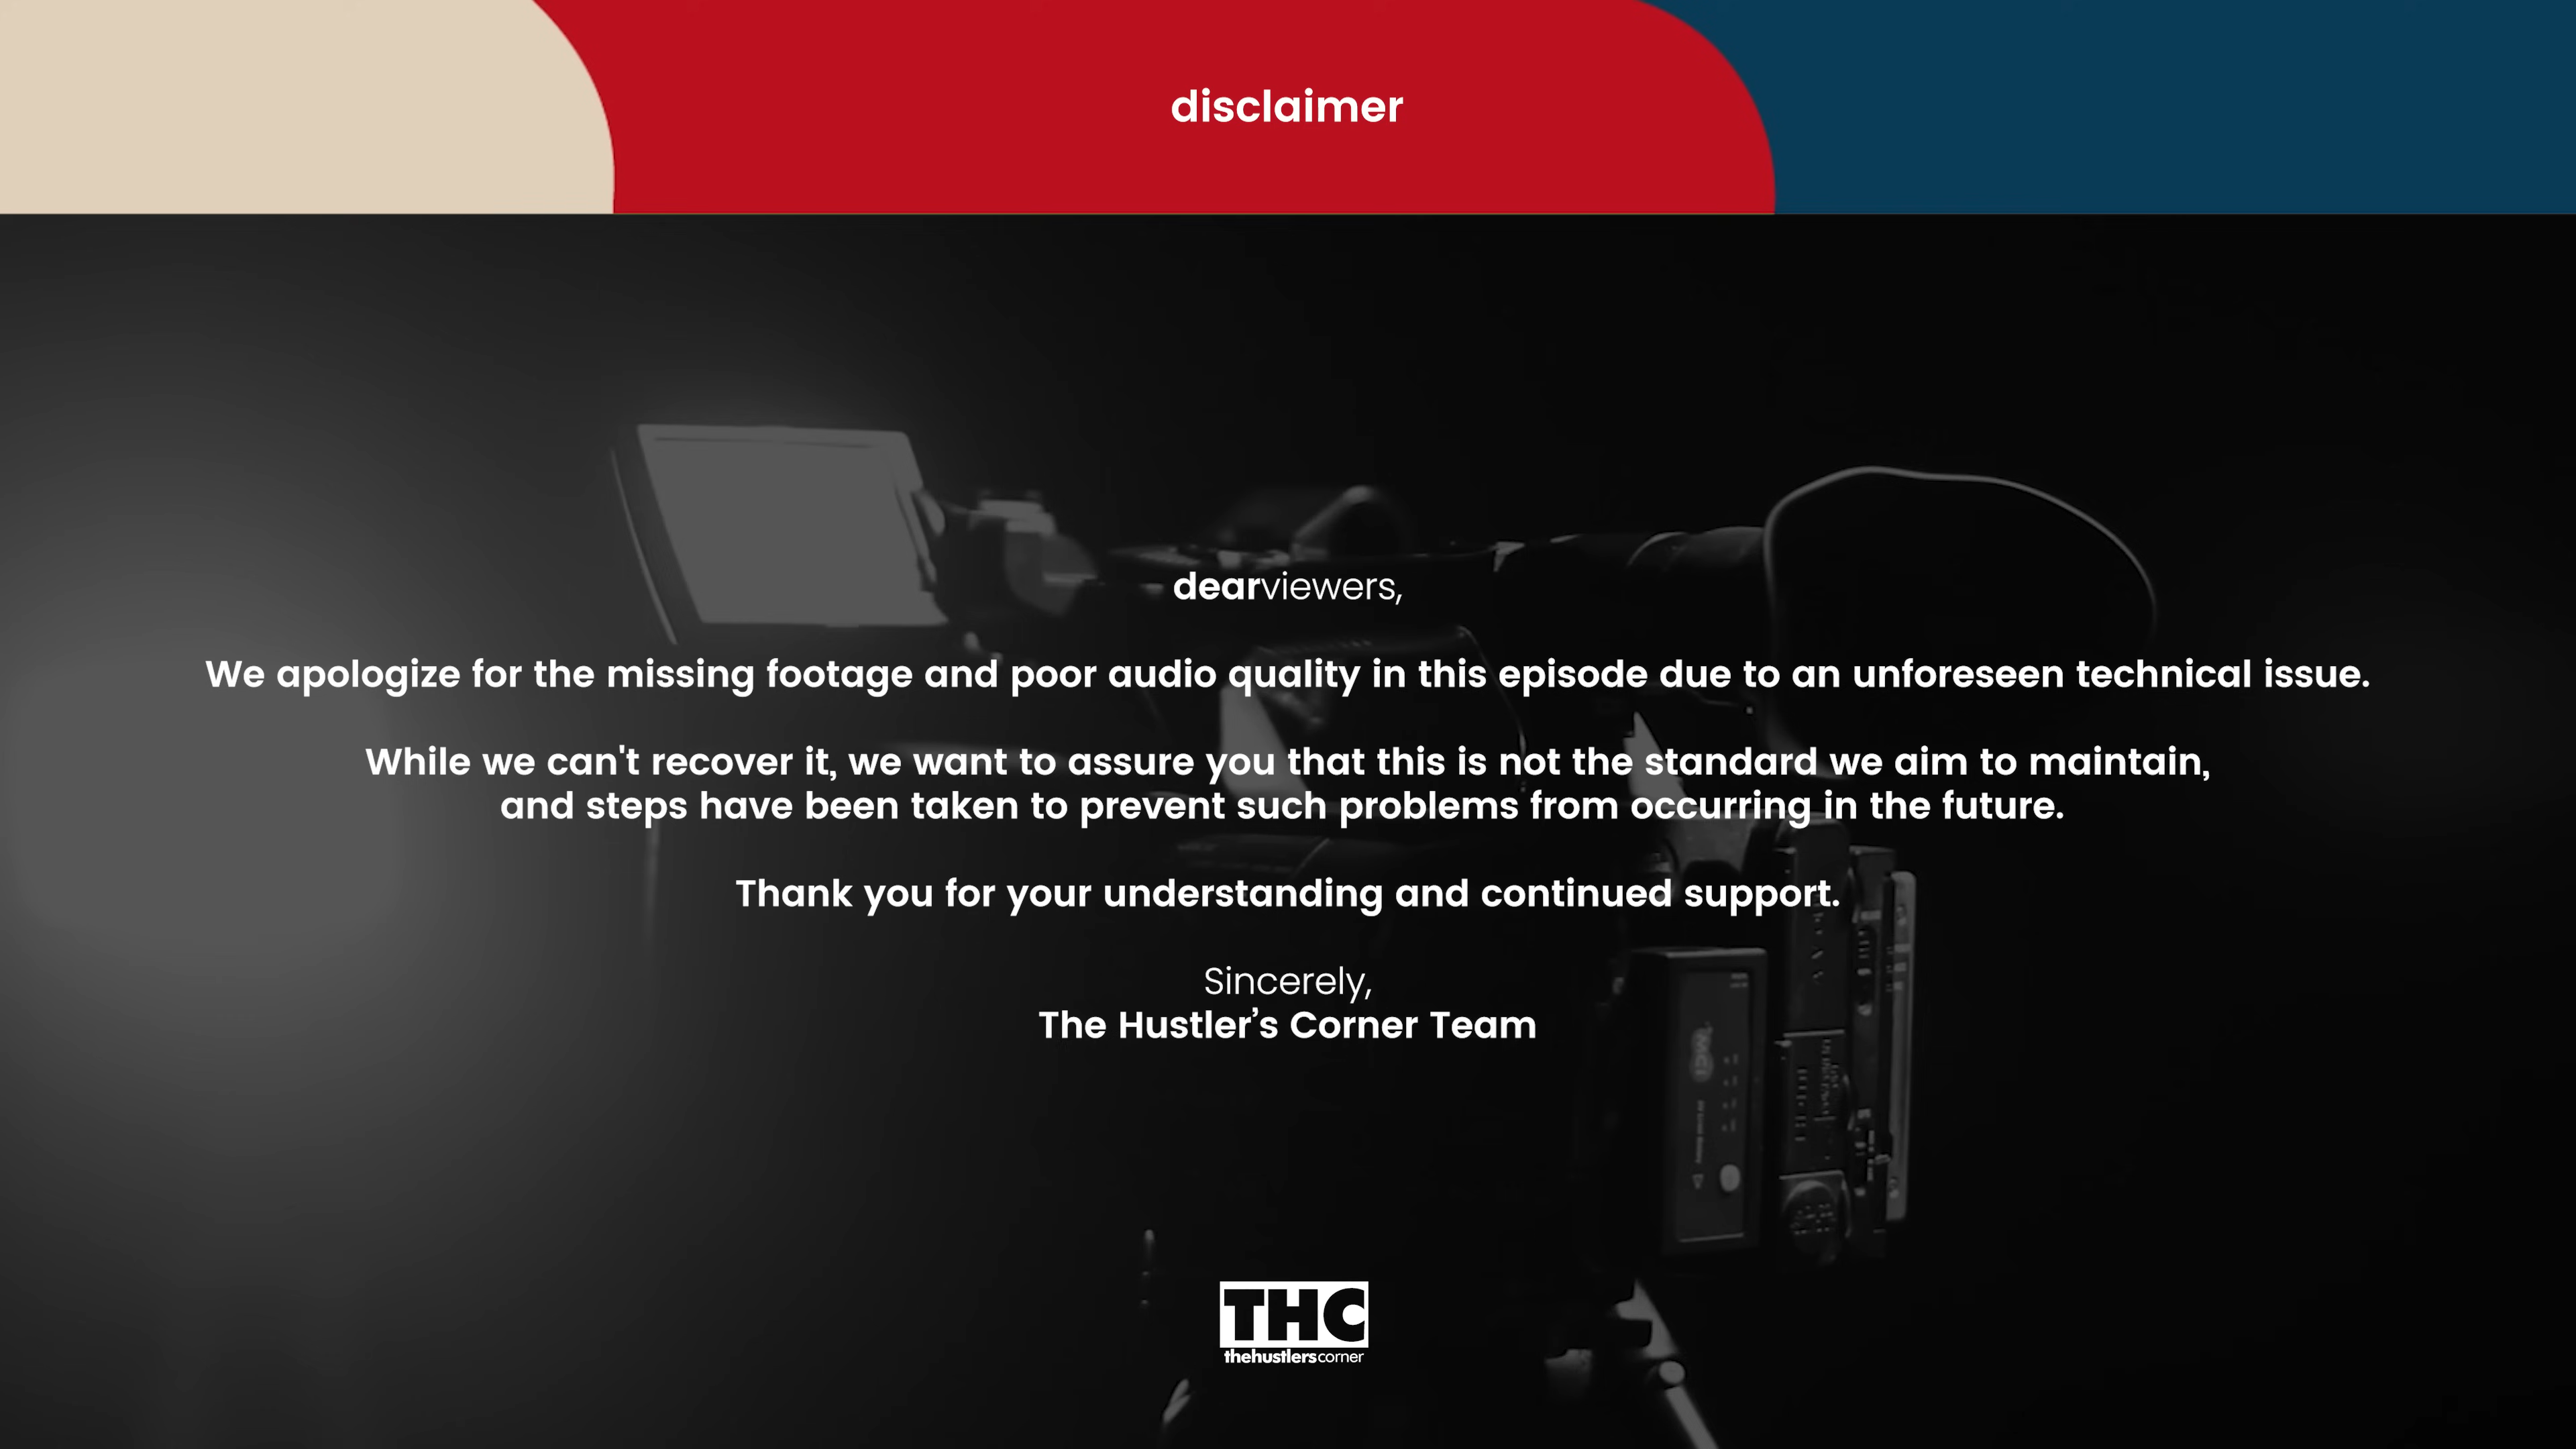 disclaimer
dearviewers,
We apologize for the missing footage and poor audio quality in this episode due to an unforeseen technical issue.
While we can't recover it, we want to assure you that this is not the standard we aim to maintain,
and steps have been taken to prevent such problems from occurring in the future.
Thank you for your understanding and continued support.
Sincerely,
The Hustler’s Corner Team
THC
thehustlerscorner